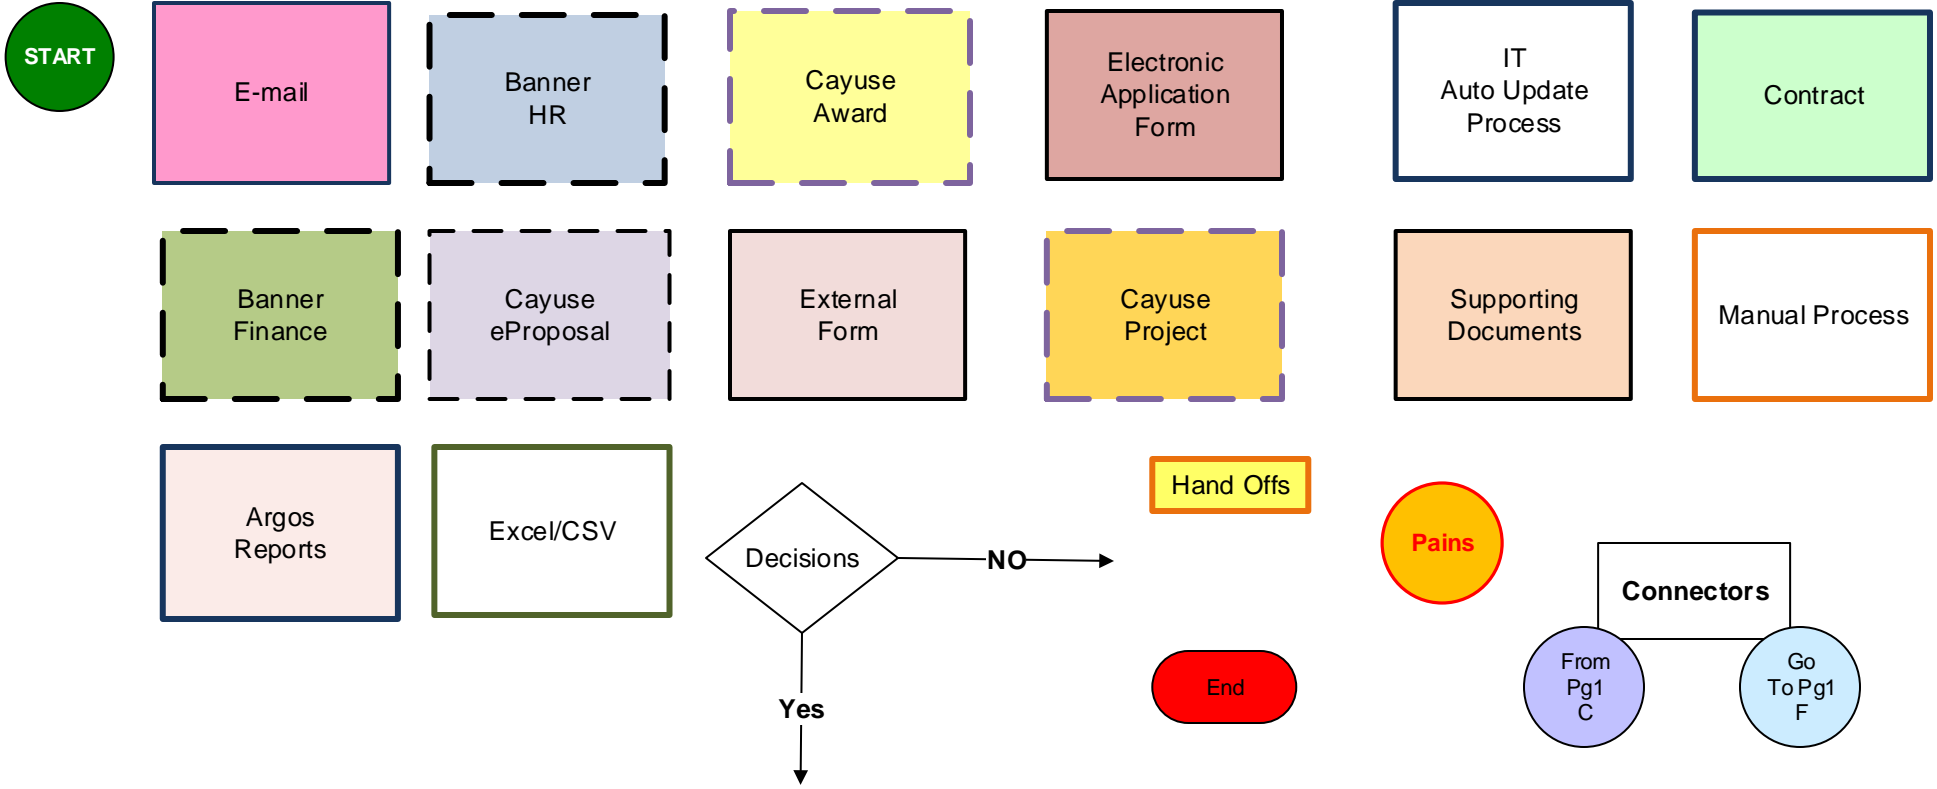 START
E-mail
Banner
HR
Cayuse
Award
Electronic
Application
Form
IT
Auto Update
Process
Contract
Banner
Finance
Cayuse
eProposal
External
Form
Cayuse
Project
Supporting
Documents
Manual Process
Argos
Reports
Excel/CSV
Decisions
NO
Yes
Hand Offs
End
Pains
Connectors
From
Pg1
C
Go
To Pg1
F